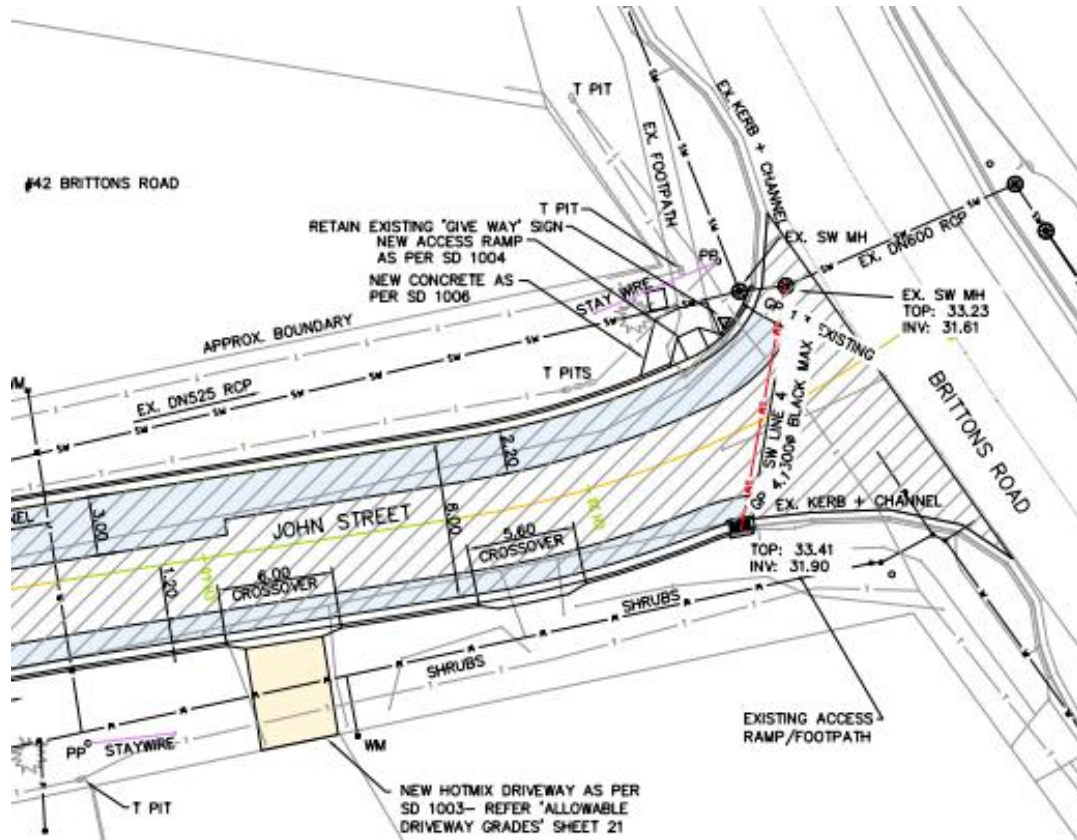 T PIT
EX. KERB + CHANNEL
EX. FOOTPATH
#42 BRITTONS ROAD
T PIT
RETAIN EXISTING 'GIVE WAY' SIGN
NEW ACCESS RAMP
AS PER SD 1004
NEW CONCRETE AS
PER SD 1006
PP
STAY WIRE
EX. SW MH
EX. DN600 RCP
EX. SW MH
TOP: 33.23
INV: 31.61
EXISTING
APPROX. BOUNDARY
T PITS
EX. DN525 RCP
WM
BRITTONS ROAD
SW LINE 4
300ø BLACK MAX
2.20
3.00
JOHN STREET
6.00
EX. KERB + CHANNEL
5.60
CROSSOVER
6.00
CROSSOVER
1.20
TOP: 33.41
INV: 31.90
SHRUBS
SHRUBS
EXISTING ACCESS
RAMP/FOOTPATH
PP
STAYWIRE
WM
T PIT
NEW HOTMIX DRIVEWAY AS PER
SD 1003- REFER 'ALLOWABLE
DRIVEWAY GRADES' SHEET 21